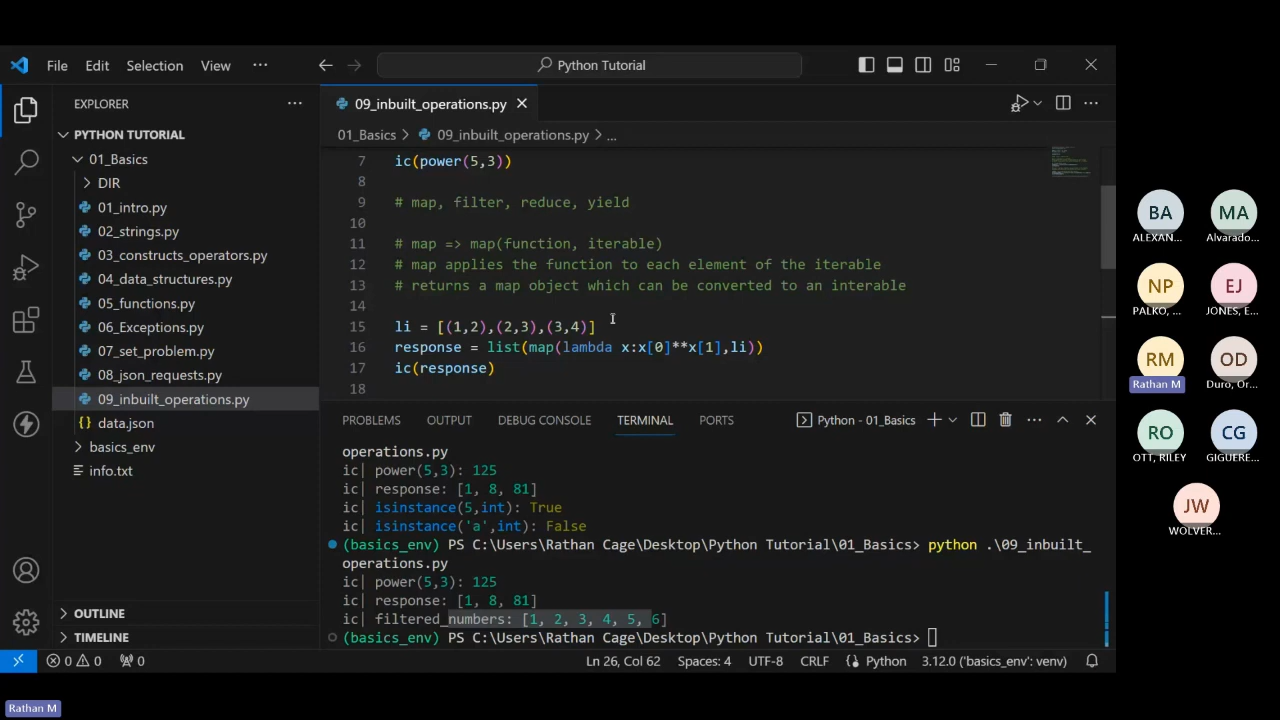 File Edit Selection View ··· Python Tutorial
EXPLORER
PYTHON TUTORIAL
01_Basics
DIR
01_intro.py
02_strings.py
03_constructs_operators.py
04_data_structures.py
05_functions.py
06_Exceptions.py
07_set_problem.py
08_json_requests.py
09_inbuilt_operations.py
data.json
basics_env
info.txt
OUTLINE
TIMELINE
09_inbuilt_operations.py
01_Basics > 09_inbuilt_operations.py > ...
7 ic(power(5,3))
8
9 # map, filter, reduce, yield
10
11 # map => map(function, iterable)
12 # map applies the function to each element of the iterable
13 # returns a map object which can be converted to an interable
14
15 li = [(1,2),(2,3),(3,4)]
16 response = list(map(lambda x:x[0]**x[1],li))
17 ic(response)
18
PROBLEMS OUTPUT DEBUG CONSOLE TERMINAL PORTS Python - 01_Basics
operations.py
ic| power(5,3): 125
ic| response: [1, 8, 81]
ic| isinstance(5,int): True
ic| isinstance('a',int): False
(basics_env) PS C:\Users\Rathan Cage\Desktop\Python Tutorial\01_Basics> python .\09_inbuilt_
operations.py
ic| power(5,3): 125
ic| response: [1, 8, 81]
ic| filtered_numbers: [1, 2, 3, 4, 5, 6]
(basics_env) PS C:\Users\Rathan Cage\Desktop\Python Tutorial\01_Basics>
0 0 0 Ln 26, Col 62 Spaces: 4 UTF-8 CRLF Python 3.12.0 ('basics_env': venv)
BA MA
ALEXAN... Alvarado...
NP EJ
PALKO, ... JONES, E...
RM OD
Rathan M Duro, Or...
RO CG
OTT, RILEY GIGUERE...
JW
WOLVER...
Rathan M